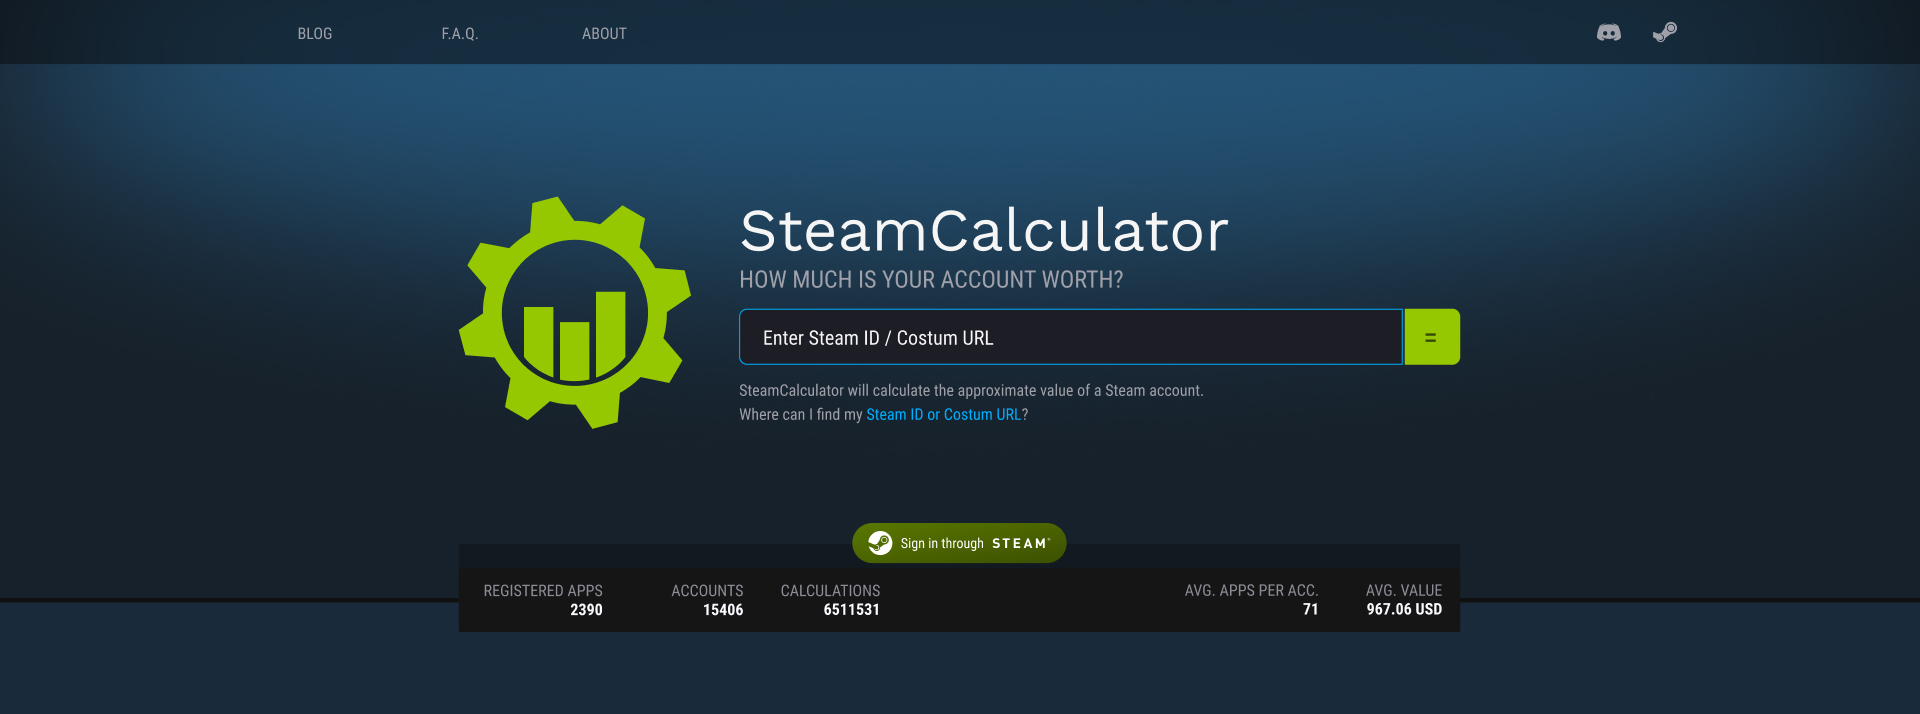 BLOG F.A.Q. ABOUT
SteamCalculator
HOW MUCH IS YOUR ACCOUNT WORTH?
Enter Steam ID / Costum URL =
SteamCalculator will calculate the approximate value of a Steam account.
Where can I find my Steam ID or Costum URL?
Sign in through STEAM
REGISTERED APPS ACCOUNTS CALCULATIONS AVG. APPS PER ACC. AVG. VALUE
2390 15406 6511531 71 967.06 USD